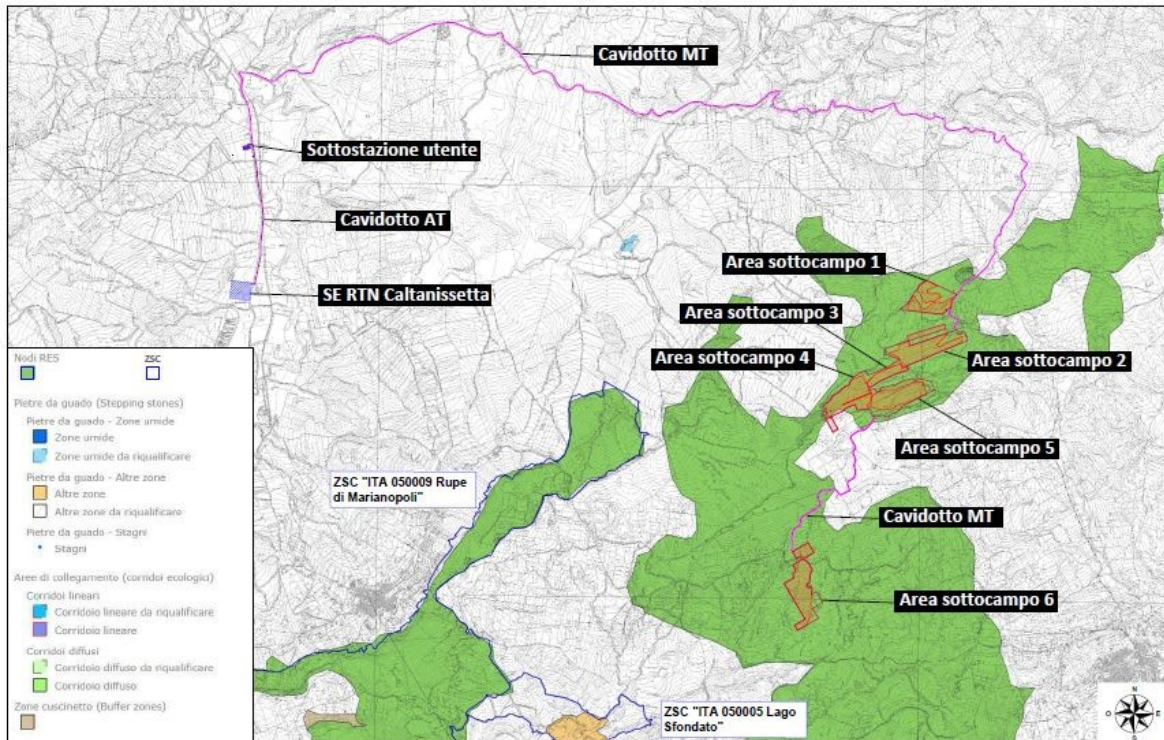 Cavidotto MT
Sottostazione utente
Cavidotto AT
Area sottocampo 1
SE RTN Caltanissetta
Area sottocampo 3
Area sottocampo 4
Area sottocampo 2
Area sottocampo 5
ZSC "ITA 050009 Rupe
di Marianopoli"
Cavidotto MT
Area sottocampo 6
ZSC "ITA 050005 Lago
Sfondato"
Nodi RES
ZSC
Pietre da guado (Stepping stones)
Pietre da guado - Zone umide
Zone umide
Zone umide da riqualificare
Pietre da guado - Altre zone
Altre zone
Altre zone da riqualificare
Pietre da guado - Stagni
Stagni
Aree di collegamento (corridoi ecologici)
Corridoi lineari
Corridoio lineare da riqualificare
Corridoio lineare
Corridoi diffusi
Corridoio diffuso da riqualificare
Corridoio diffuso
Zone cuscinetto (Buffer zones)
N
O
E
S